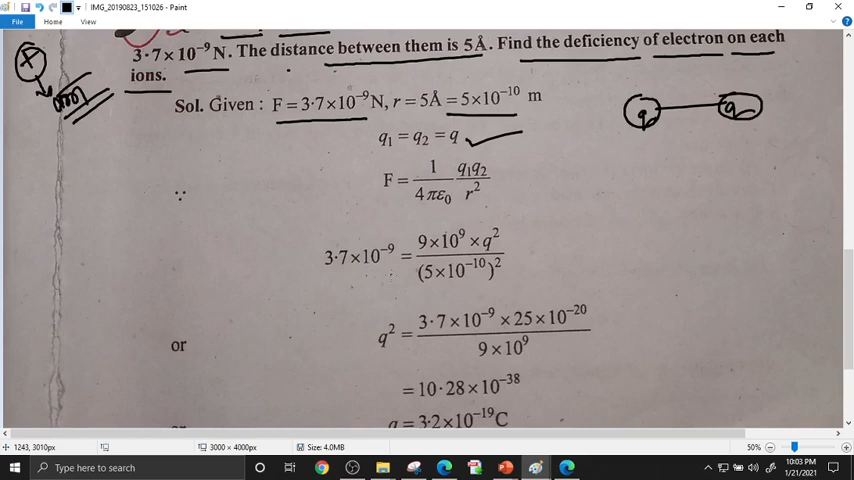 IMG_20190823_151026 - Paint
File Home View
3·7×10⁻⁹ N. The distance between them is 5Å. Find the deficiency of electron on each
ions.
Sol. Given : F = 3·7×10⁻⁹N, r = 5Å = 5×10⁻¹⁰ m
q₁ = q₂ = q
q q
∵ F = 1/4πε₀ q₁q₂/r²
3·7×10⁻⁹ = 9×10⁹ × q²/(5×10⁻¹⁰)²
or q² = 3·7×10⁻⁹ × 25×10⁻²⁰/9×10⁹
= 10·28×10⁻³⁸
q = 3·2×10⁻¹⁹C
1243, 3010px 3000 × 4000px Size: 4.0MB 50%
Type here to search
10:03 PM
1/21/2021